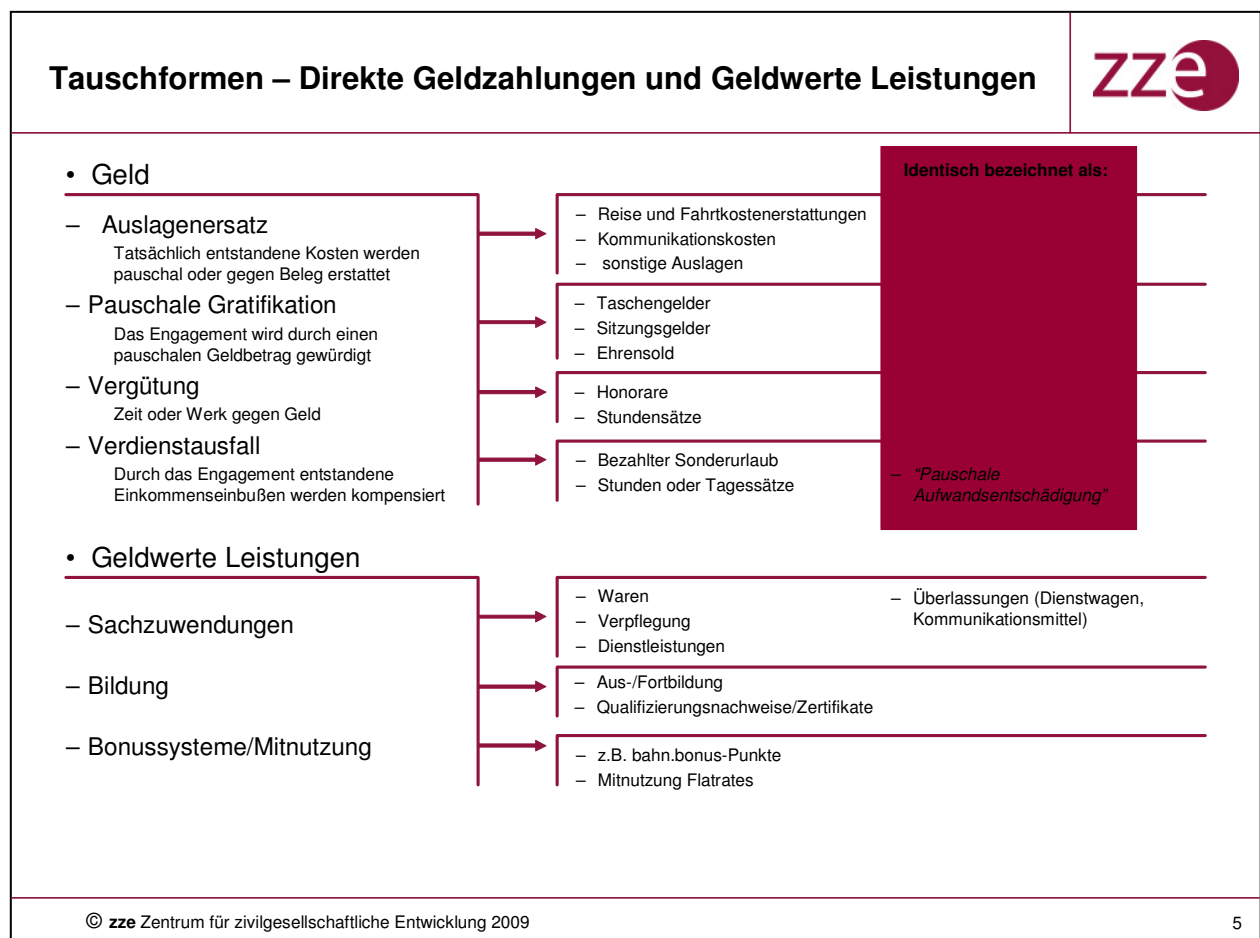 Tauschformen – Direkte Geldzahlungen und Geldwerte Leistungen
zze
• Geld
– Auslagenersatz
Tatsächlich entstandene Kosten werden
pauschal oder gegen Beleg erstattet
– Reise und Fahrtkostenerstattungen
– Kommunikationskosten
– sonstige Auslagen
– Pauschale Gratifikation
Das Engagement wird durch einen
pauschalen Geldbetrag gewürdigt
– Taschengelder
– Sitzungsgelder
– Ehrensold
– Vergütung
Zeit oder Werk gegen Geld
– Honorare
– Stundensätze
– Verdienstausfall
Durch das Engagement entstandene
Einkommenseinbußen werden kompensiert
– Bezahlter Sonderurlaub
– Stunden oder Tagessätze
Identisch bezeichnet als:
– "Pauschale
Aufwandsentschädigung"
• Geldwerte Leistungen
– Sachzuwendungen
– Waren
– Verpflegung
– Dienstleistungen
– Überlassungen (Dienstwagen,
Kommunikationsmittel)
– Bildung
– Aus-/Fortbildung
– Qualifizierungsnachweise/Zertifikate
– Bonussysteme/Mitnutzung
– z.B. bahn.bonus-Punkte
– Mitnutzung Flatrates
© zze Zentrum für zivilgesellschaftliche Entwicklung 2009
5